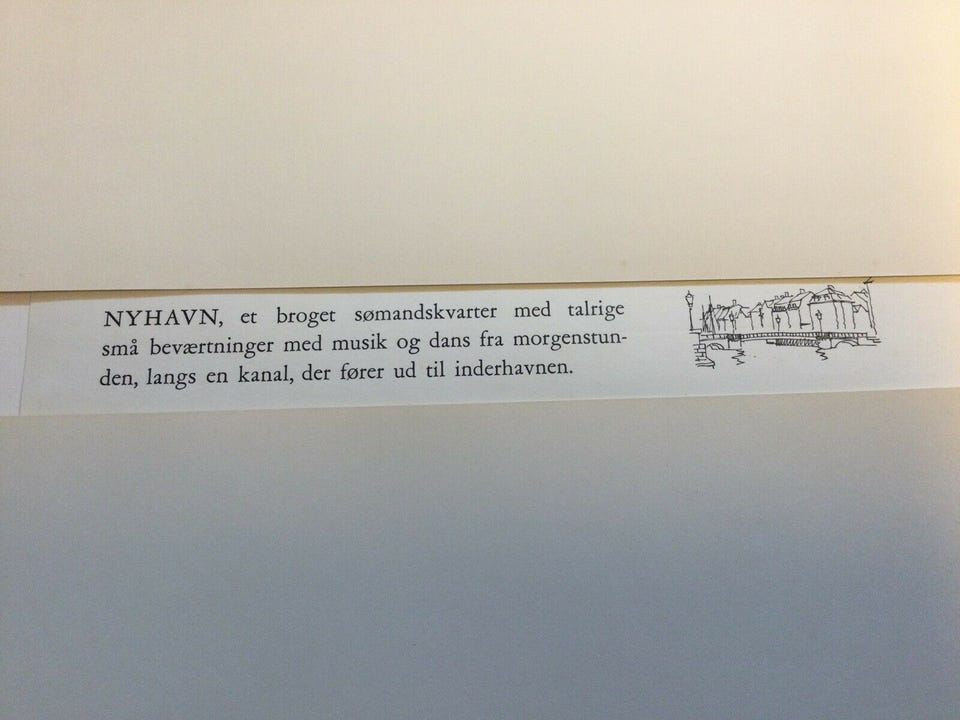 NYHAVN, et broget sømandskvarter med talrige
små beværtninger med musik og dans fra morgenstun-
den, langs en kanal, der fører ud til inderhavnen.